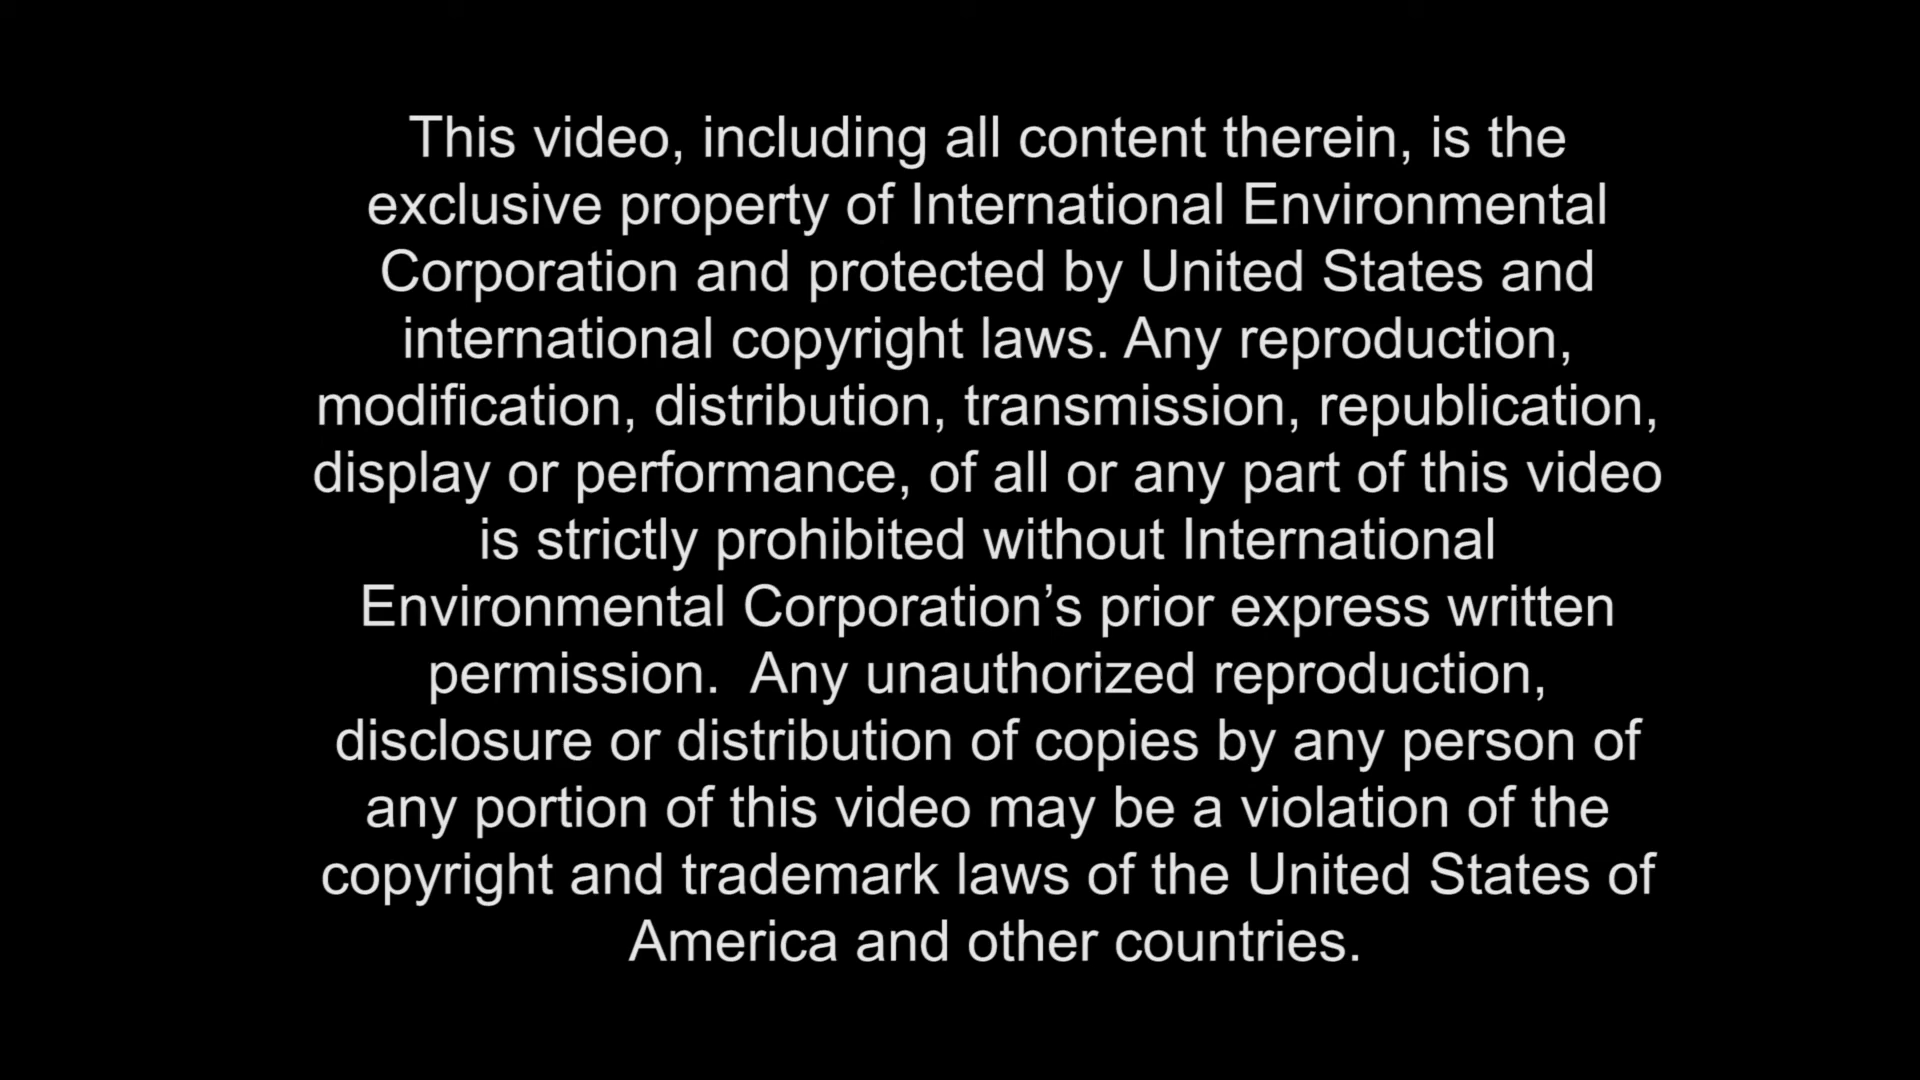 This video, including all content therein, is the
exclusive property of International Environmental
Corporation and protected by United States and
international copyright laws. Any reproduction,
modification, distribution, transmission, republication,
display or performance, of all or any part of this video
is strictly prohibited without International
Environmental Corporation’s prior express written
permission.  Any unauthorized reproduction,
disclosure or distribution of copies by any person of
any portion of this video may be a violation of the
copyright and trademark laws of the United States of
America and other countries.